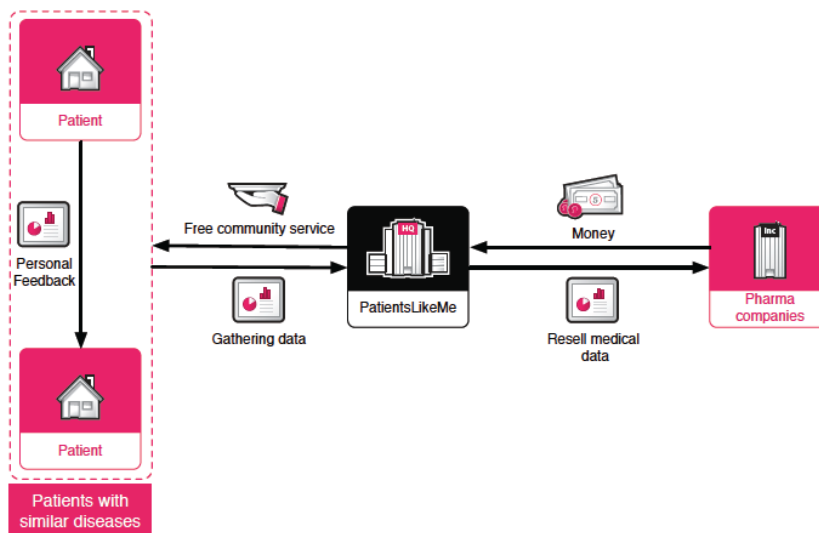 Patient
Personal
Feedback
Patient
Patients with
similar diseases
Free community service
Gathering data
HQ
PatientsLikeMe
5
Money
Resell medical
data
Inc
Pharma
companies